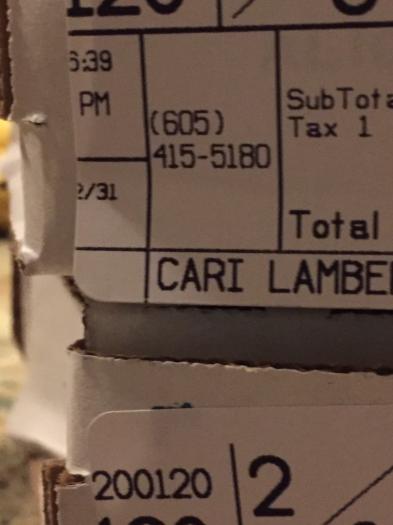 6:39
PM
(605)
415-5180
SubTota
Tax 1
2/31
Total
CARI LAMBE
200120
2